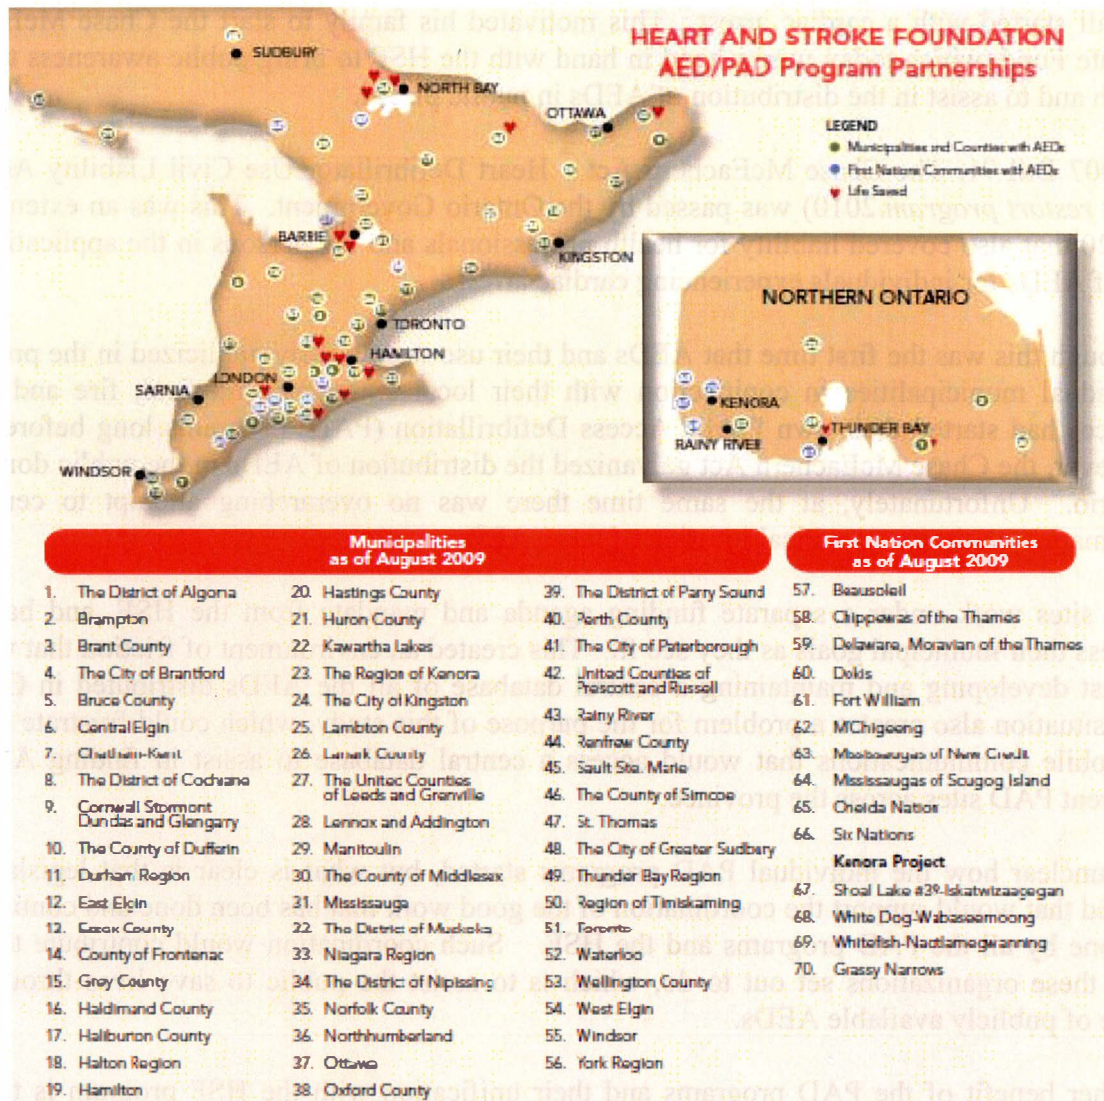 HEART AND STROKE FOUNDATION
AED/PAD Program Partnerships
LEGEND
Municipalities and Counties with AEDs
First Nations Communities with AEDs
Life Saved
SUDBURY
NORTH BAY
OTTAWA
BARRIE
KINGSTON
TORONTO
HAMILTON
LONDON
SARNIA
WINDSOR
NORTHERN ONTARIO
KENORA
RAINY RIVER
THUNDER BAY
Municipalities
as of August 2009
1. The District of Algoma
2. Brampton
3. Brant County
4. The City of Brantford
5. Bruce County
6. Central Elgin
7. Chatham-Kent
8. The District of Cochrane
9. Cornwall Stormont
Dundas and Glengary
10. The County of Dufferin
11. Durham Region
12. East Elgin
13. Essex County
14. County of Frontenac
15. Grey County
16. Haldimand County
17. Haliburton County
18. Halton Region
19. Hamilton
20. Hastings County
21. Huron County
22. Kawartha Lakes
23. The Region of Kenora
24. The City of Kingston
25. Lambton County
26. Lanark County
27. The United Counties
of Leeds and Grenville
28. Lennox and Addington
29. Manitoulin
30. The County of Middlesex
31. Mississauga
32. The District of Muskoka
33. Niagara Region
34. The District of Nipissing
35. Norfolk County
36. Northhumberland
37. Ottawa
38. Oxford County
39. The District of Parry Sound
40. Perth County
41. The City of Peterborough
42. United Counties of
Prescott and Russell
43. Rainy River
44. Renfrew County
45. Sault Ste. Marie
46. The County of Simcoe
47. St. Thomas
48. The City of Greater Sudbury
49. Thunder Bay Region
50. Region of Timiskaming
51. Toronto
52. Waterloo
53. Wellington County
54. West Elgin
55. Windsor
56. York Region
First Nation Communities
as of August 2009
57. Beausoleil
58. Chippewas of the Thames
59. Delaware, Moravian of the Thames
60. Dokis
61. Fort William
62. M'Chigeeng
63. Mississaugas of New Credit
64. Mississaugas of Scugog Island
65. Oneida Nation
66. Six Nations
Kenora Project
67. Shoal Lake #39-Iskatwizaagegan
68. White Dog-Wabaseemoong
69. Whitefish-Naotkamegwanning
70. Grassy Narrows